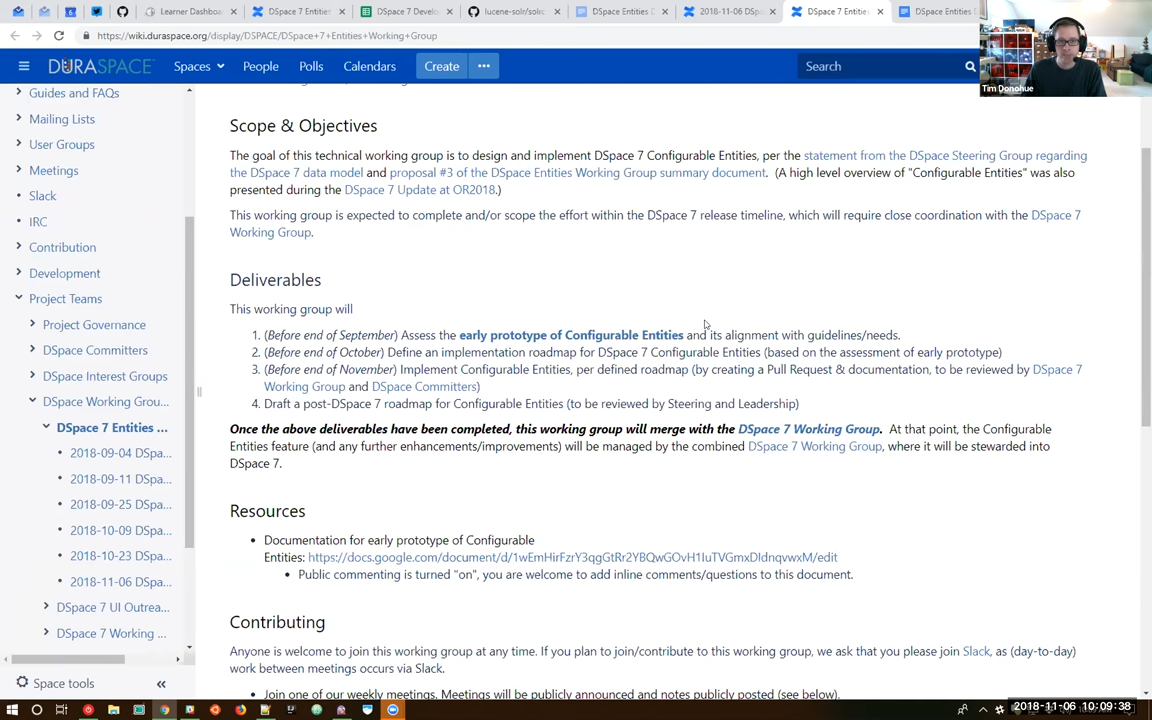 Learner Dashboa
DSpace 7 Entities
DSpace 7 Develo
lucene-solr/solrc
DSpace Entities D
2018-11-06 DSpa
DSpace 7 Entitie
DSpace Entities
https://wiki.duraspace.org/display/DSPACE/DSpace+7+Entities+Working+Group
DURASPACE Spaces People Polls Calendars Create ••• Search
Tim Donohue
Guides and FAQs
Mailing Lists
User Groups
Meetings
Slack
IRC
Contribution
Development
Project Teams
Project Governance
DSpace Committers
DSpace Interest Groups
DSpace Working Grou...
DSpace 7 Entities ...
2018-09-04 DSpa...
2018-09-11 DSpa...
2018-09-25 DSpa...
2018-10-09 DSpa...
2018-10-23 DSpa...
2018-11-06 DSpa...
DSpace 7 UI Outrea...
DSpace 7 Working ...
Space tools
Scope & Objectives
The goal of this technical working group is to design and implement DSpace 7 Configurable Entities, per the statement from the DSpace Steering Group regarding
the DSpace 7 data model and proposal #3 of the DSpace Entities Working Group summary document. (A high level overview of "Configurable Entities" was also
presented during the DSpace 7 Update at OR2018.)
This working group is expected to complete and/or scope the effort within the DSpace 7 release timeline, which will require close coordination with the DSpace 7
Working Group.
Deliverables
This working group will
1. (Before end of September) Assess the early prototype of Configurable Entities and its alignment with guidelines/needs.
2. (Before end of October) Define an implementation roadmap for DSpace 7 Configurable Entities (based on the assessment of early prototype)
3. (Before end of November) Implement Configurable Entities, per defined roadmap (by creating a Pull Request & documentation, to be reviewed by DSpace 7
Working Group and DSpace Committers)
4. Draft a post-DSpace 7 roadmap for Configurable Entities (to be reviewed by Steering and Leadership)
Once the above deliverables have been completed, this working group will merge with the DSpace 7 Working Group. At that point, the Configurable
Entities feature (and any further enhancements/improvements) will be managed by the combined DSpace 7 Working Group, where it will be stewarded into
DSpace 7.
Resources
• Documentation for early prototype of Configurable
Entities: https://docs.google.com/document/d/1wEmHirFzrY3qgGtRr2YBQwGOvH1IuTVGmxDIdnqvwxM/edit
• Public commenting is turned "on", you are welcome to add inline comments/questions to this document.
Contributing
Anyone is welcome to join this working group at any time. If you plan to join/contribute to this working group, we ask that you please join Slack, as (day-to-day)
work between meetings occurs via Slack.
• Join one of our weekly meetings. Meetings will be publicly announced and notes publicly posted (see below).
2018-11-06 10:09:38